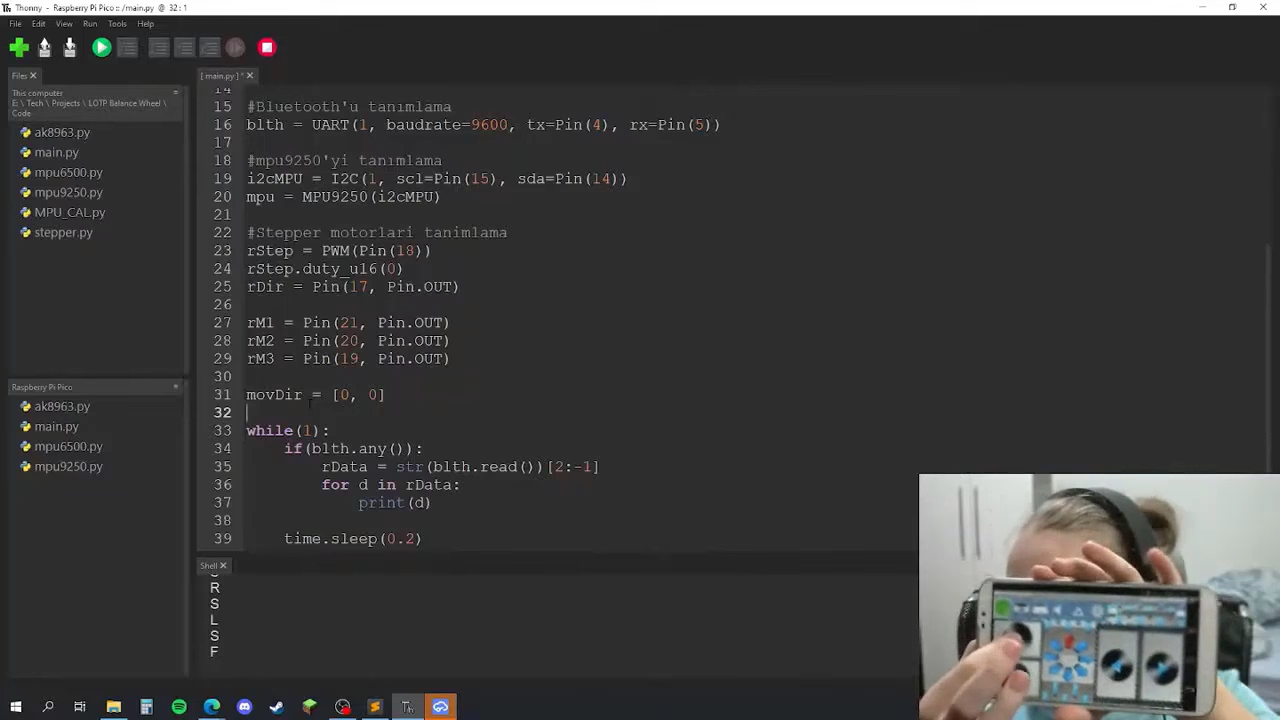 Thonny - Raspberry Pi Pico :: /main.py @ 32 : 1
File Edit View Run Tools Help
Files
[ main.py ] *
This computer
E: \ Tech \ Projects \ LOTP Balance Wheel \
Code
ak8963.py
main.py
mpu6500.py
mpu9250.py
MPU_CAL.py
stepper.py
Raspberry Pi Pico
ak8963.py
main.py
mpu6500.py
mpu9250.py
14
15 #Bluetooth'u tanımlama
16 blth = UART(1, baudrate=9600, tx=Pin(4), rx=Pin(5))
17
18 #mpu9250'yi tanımlama
19 i2cMPU = I2C(1, scl=Pin(15), sda=Pin(14))
20 mpu = MPU9250(i2cMPU)
21
22 #Stepper motorlari tanimlama
23 rStep = PWM(Pin(18))
24 rStep.duty_u16(0)
25 rDir = Pin(17, Pin.OUT)
26
27 rM1 = Pin(21, Pin.OUT)
28 rM2 = Pin(20, Pin.OUT)
29 rM3 = Pin(19, Pin.OUT)
30
31 movDir = [0, 0]
32
33 while(1):
34 if(blth.any()):
35 rData = str(blth.read())[2:-1]
36 for d in rData:
37 print(d)
38
39 time.sleep(0.2)
Shell
R
S
L
S
F